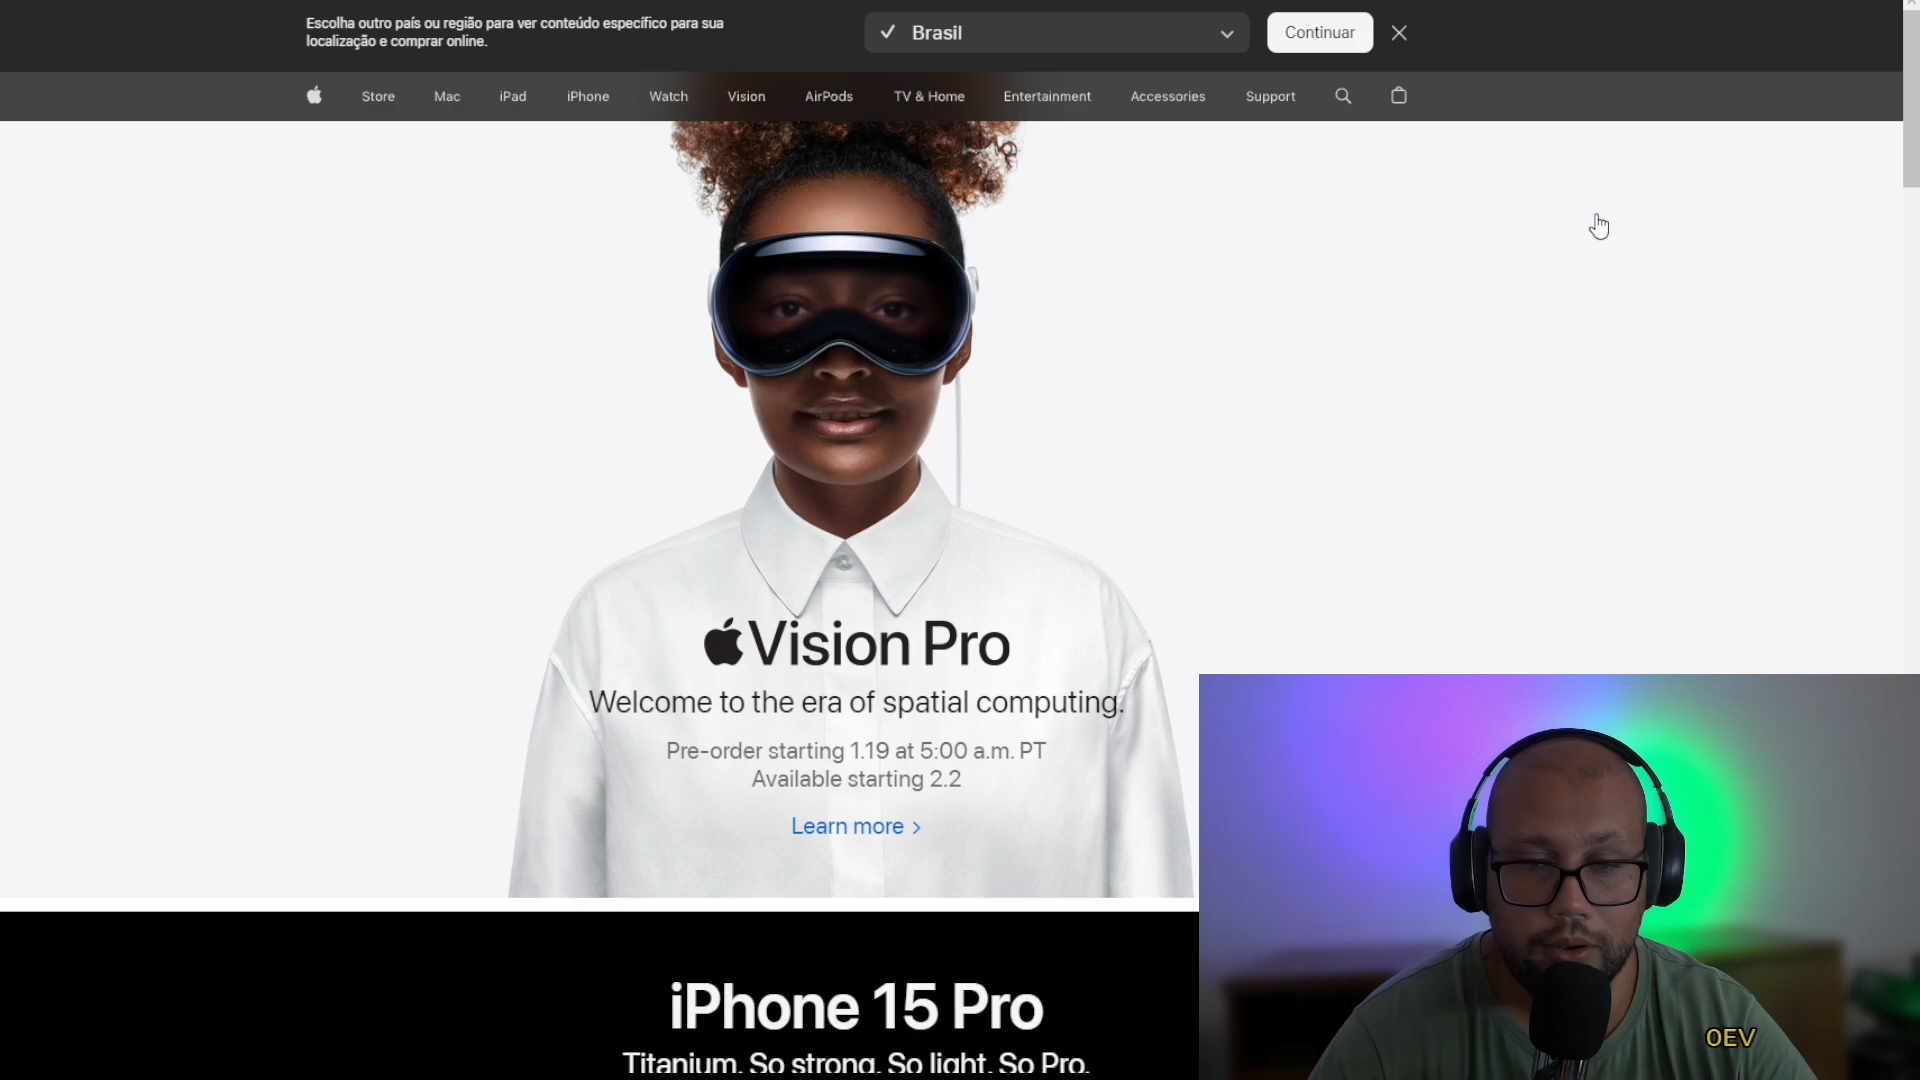 Escolha outro país ou região para ver conteúdo específico para sua
localização e comprar online.
Brasil
Continuar
Store Mac iPad iPhone Watch Vision AirPods TV & Home Entertainment Accessories Support
Vision Pro
Welcome to the era of spatial computing.
Pre-order starting 1.19 at 5:00 a.m. PT
Available starting 2.2
Learn more >
iPhone 15 Pro
Titanium. So strong. So light. So Pro.
0EV